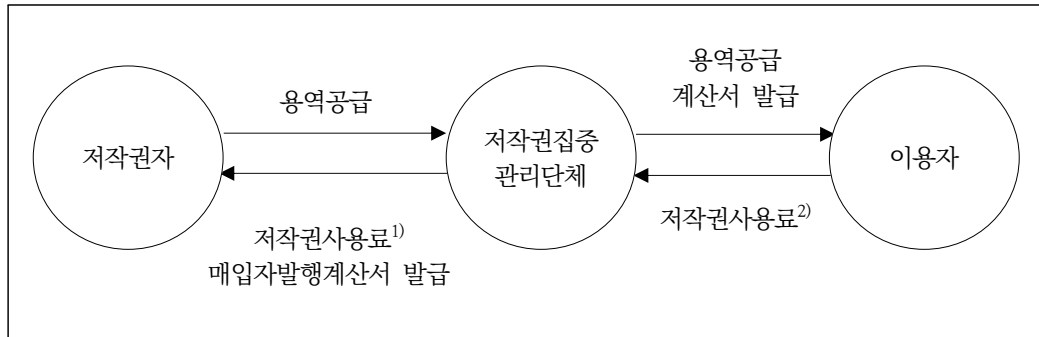 저작권자
용역공급
저작권사용료1)
매입자발행계산서 발급
저작권집중
관리단체
용역공급
계산서 발급
저작권사용료2)
이용자